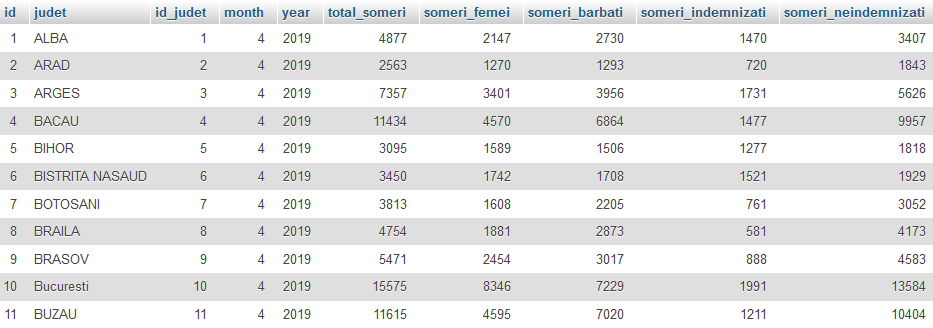 id judet id_judet month year total_someri someri_femei someri_barbati someri_indemnizati someri_neindemnizati
1 ALBA 1 4 2019 4877 2147 2730 1470 3407
2 ARAD 2 4 2019 2563 1270 1293 720 1843
3 ARGES 3 4 2019 7357 3401 3956 1731 5626
4 BACAU 4 4 2019 11434 4570 6864 1477 9957
5 BIHOR 5 4 2019 3095 1589 1506 1277 1818
6 BISTRITA NASAUD 6 4 2019 3450 1742 1708 1521 1929
7 BOTOSANI 7 4 2019 3813 1608 2205 761 3052
8 BRAILA 8 4 2019 4754 1881 2873 581 4173
9 BRASOV 9 4 2019 5471 2454 3017 888 4583
10 Bucuresti 10 4 2019 15575 8346 7229 1991 13584
11 BUZAU 11 4 2019 11615 4595 7020 1211 10404